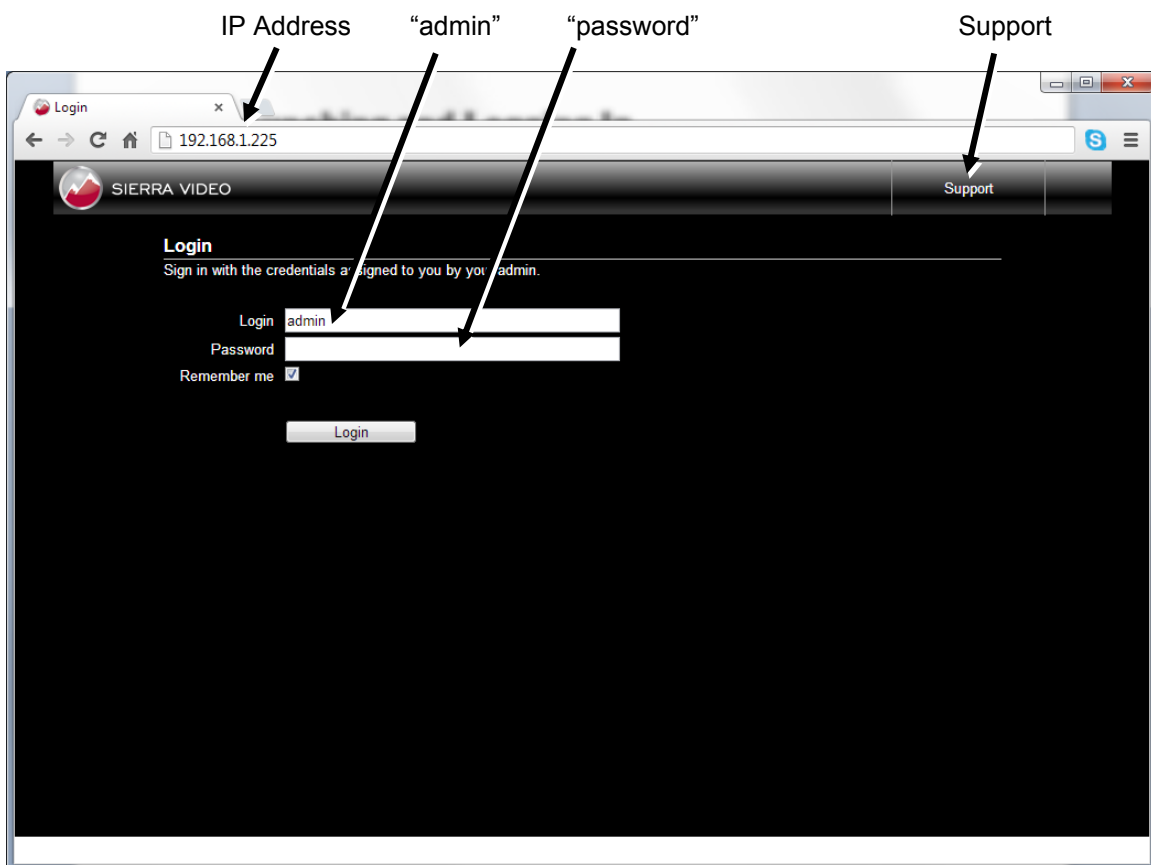 IP Address “admin” “password” Support
Login
192.168.1.225
SIERRA VIDEO Support
Login
Sign in with the credentials assigned to you by your admin.
Login admin
Password
Remember me
Login